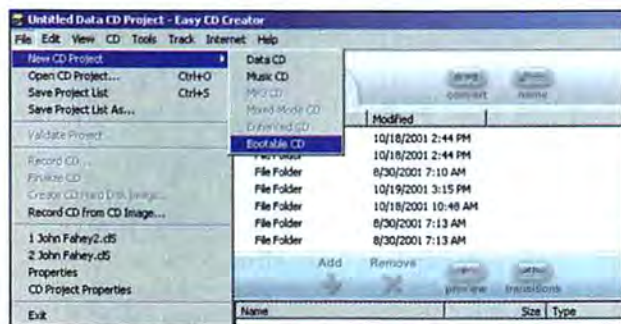 Untitled Data CD Project - Easy CD Creator
File Edit View CD Tools Track Internet Help
New CD Project
Open CD Project... Ctrl+O
Save Project List Ctrl+S
Save Project List As...
Validate Project
Record CD...
Finalize CD
Create CD Hard Disk Image...
Record CD from CD Image...
1 John Fahey2.cl5
2 John Fahey.cl5
Properties
CD Project Properties
Exit
Data CD
Music CD
MP3 CD
Mixed-Mode CD
Enhanced CD
Bootable CD
convert name
Modified
10/18/2001 2:44 PM
File Folder 10/18/2001 2:44 PM
File Folder 8/30/2001 7:10 AM
File Folder 10/19/2001 3:15 PM
File Folder 10/18/2001 10:48 AM
File Folder 8/30/2001 7:13 AM
File Folder 8/30/2001 7:13 AM
Add Remove
preview transitions
Name Size Type